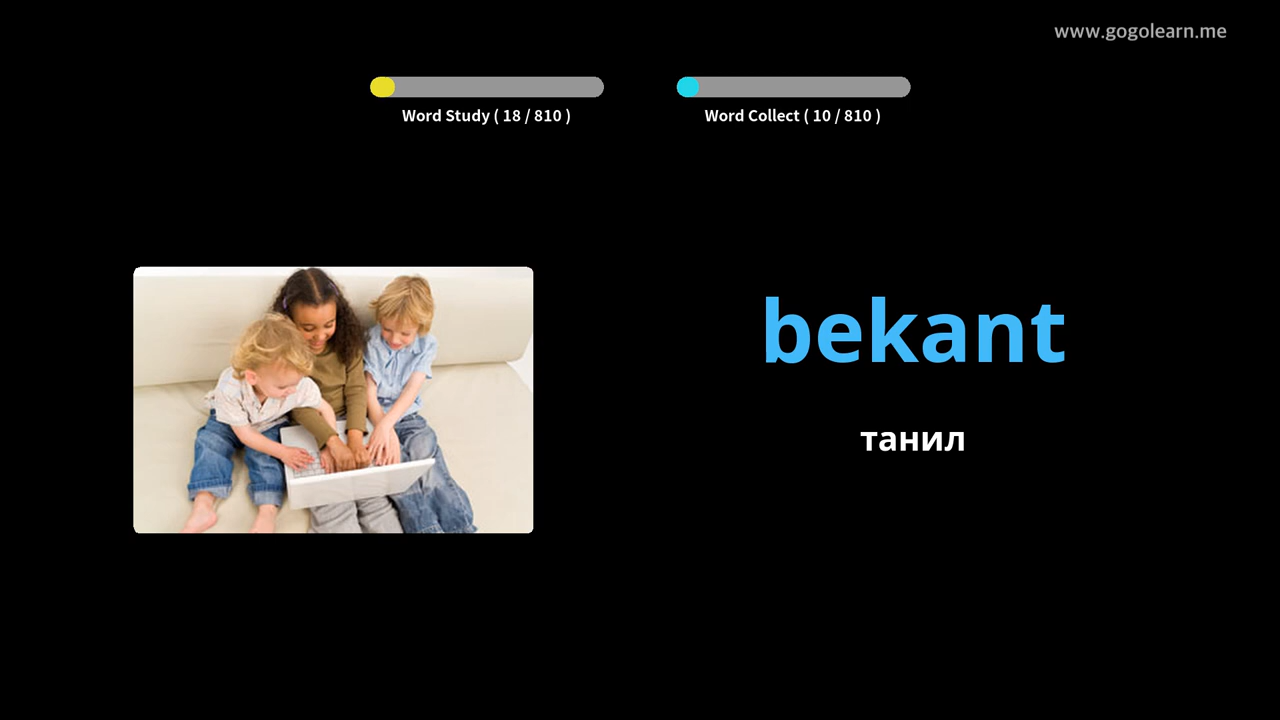 www.gogolearn.me
Word Study ( 18 / 810 )
Word Collect ( 10 / 810 )
bekant
танил